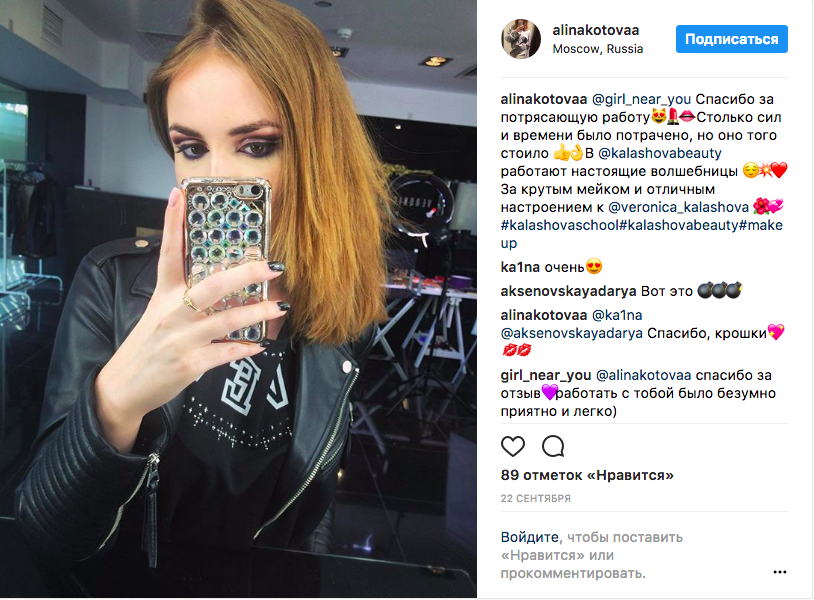 alinakotovaa
Moscow, Russia
Подписаться
alinakotovaa @girl_near_you Спасибо за
потрясающую работу😻💄👄Столько сил
и времени было потрачено, но оно того
стоило 👍👌В @kalashovabeauty
работают настоящие волшебницы 😌💥❤️
За крутым мейком и отличным
настроением к @veronica_kalashova 🌺💞
#kalashovaschool#kalashovabeauty#make
up
ka1na очень😍
aksenovskayadarya Вот это 💣💣💣
alinakotovaa @ka1na
@aksenovskayadarya Спасибо, крошки💖
💋💋
girl_near_you @alinakotovaa спасибо за
отзыв💜работать с тобой было безумно
приятно и легко)
89 отметок «Нравится»
22 СЕНТЯБРЯ
Войдите, чтобы поставить
«Нравится» или
прокомментировать.